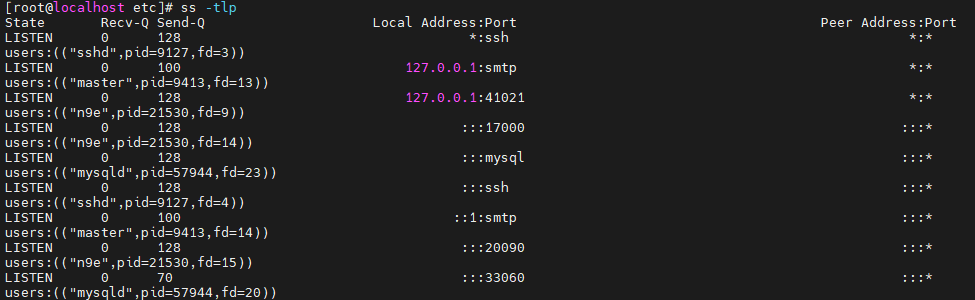 [root@localhost etc]# ss -tlp
State      Recv-Q Send-Q                     Local Address:Port                                      Peer Address:Port
LISTEN     0      128                                    *:ssh                                                  *:*
users:(("sshd",pid=9127,fd=3))
LISTEN     0      100                            127.0.0.1:smtp                                                 *:*
users:(("master",pid=9413,fd=13))
LISTEN     0      128                            127.0.0.1:41021                                                *:*
users:(("n9e",pid=21530,fd=9))
LISTEN     0      128                                   :::17000                                               :::*
users:(("n9e",pid=21530,fd=14))
LISTEN     0      128                                   :::mysql                                               :::*
users:(("mysqld",pid=57944,fd=23))
LISTEN     0      128                                   :::ssh                                                 :::*
users:(("sshd",pid=9127,fd=4))
LISTEN     0      100                                  ::1:smtp                                                :::*
users:(("master",pid=9413,fd=14))
LISTEN     0      128                                   :::20090                                               :::*
users:(("n9e",pid=21530,fd=15))
LISTEN     0      70                                    :::33060                                               :::*
users:(("mysqld",pid=57944,fd=20))